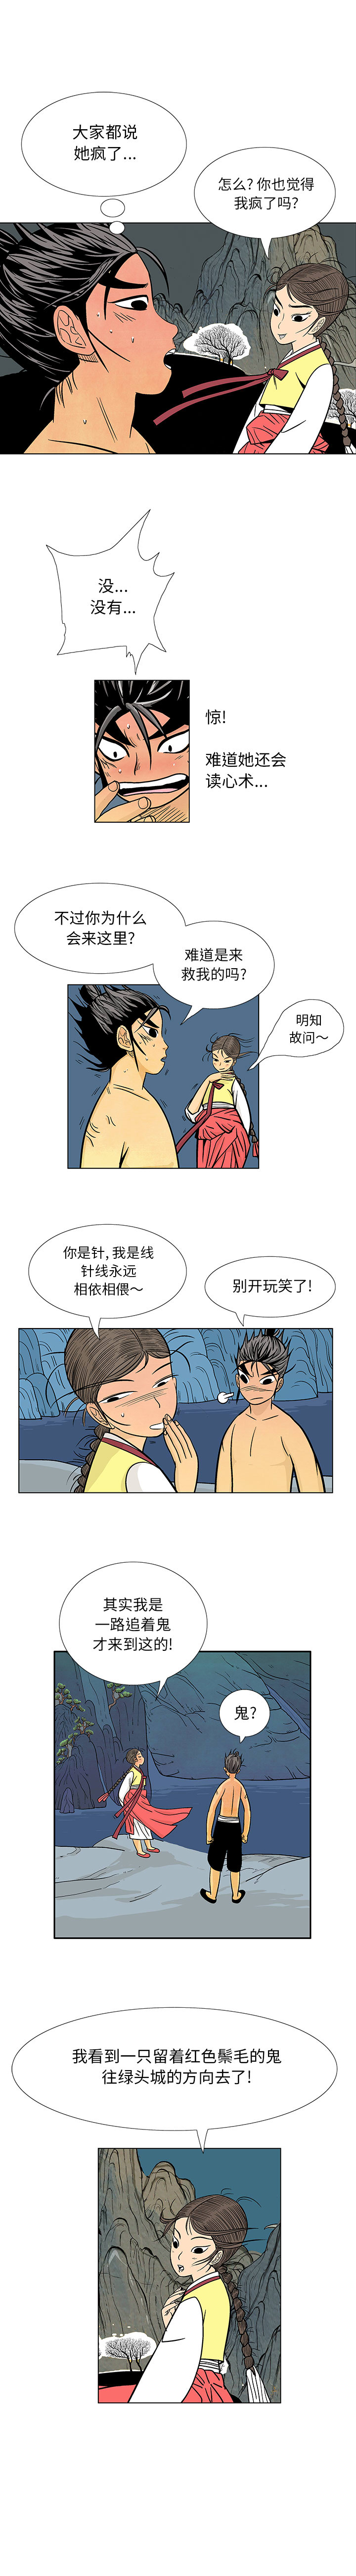 大家都说
她疯了...
怎么? 你也觉得
我疯了吗?
没...
没有...
惊!
难道她还会
读心术...
不过你为什么
会来这里?
难道是来
救我的吗?
明知
故问～
你是针, 我是线
针线永远
相依相偎～
别开玩笑了!
其实我是
一路追着鬼
才来到这的!
鬼?
我看到一只留着红色鬃毛的鬼
往绿头城的方向去了!